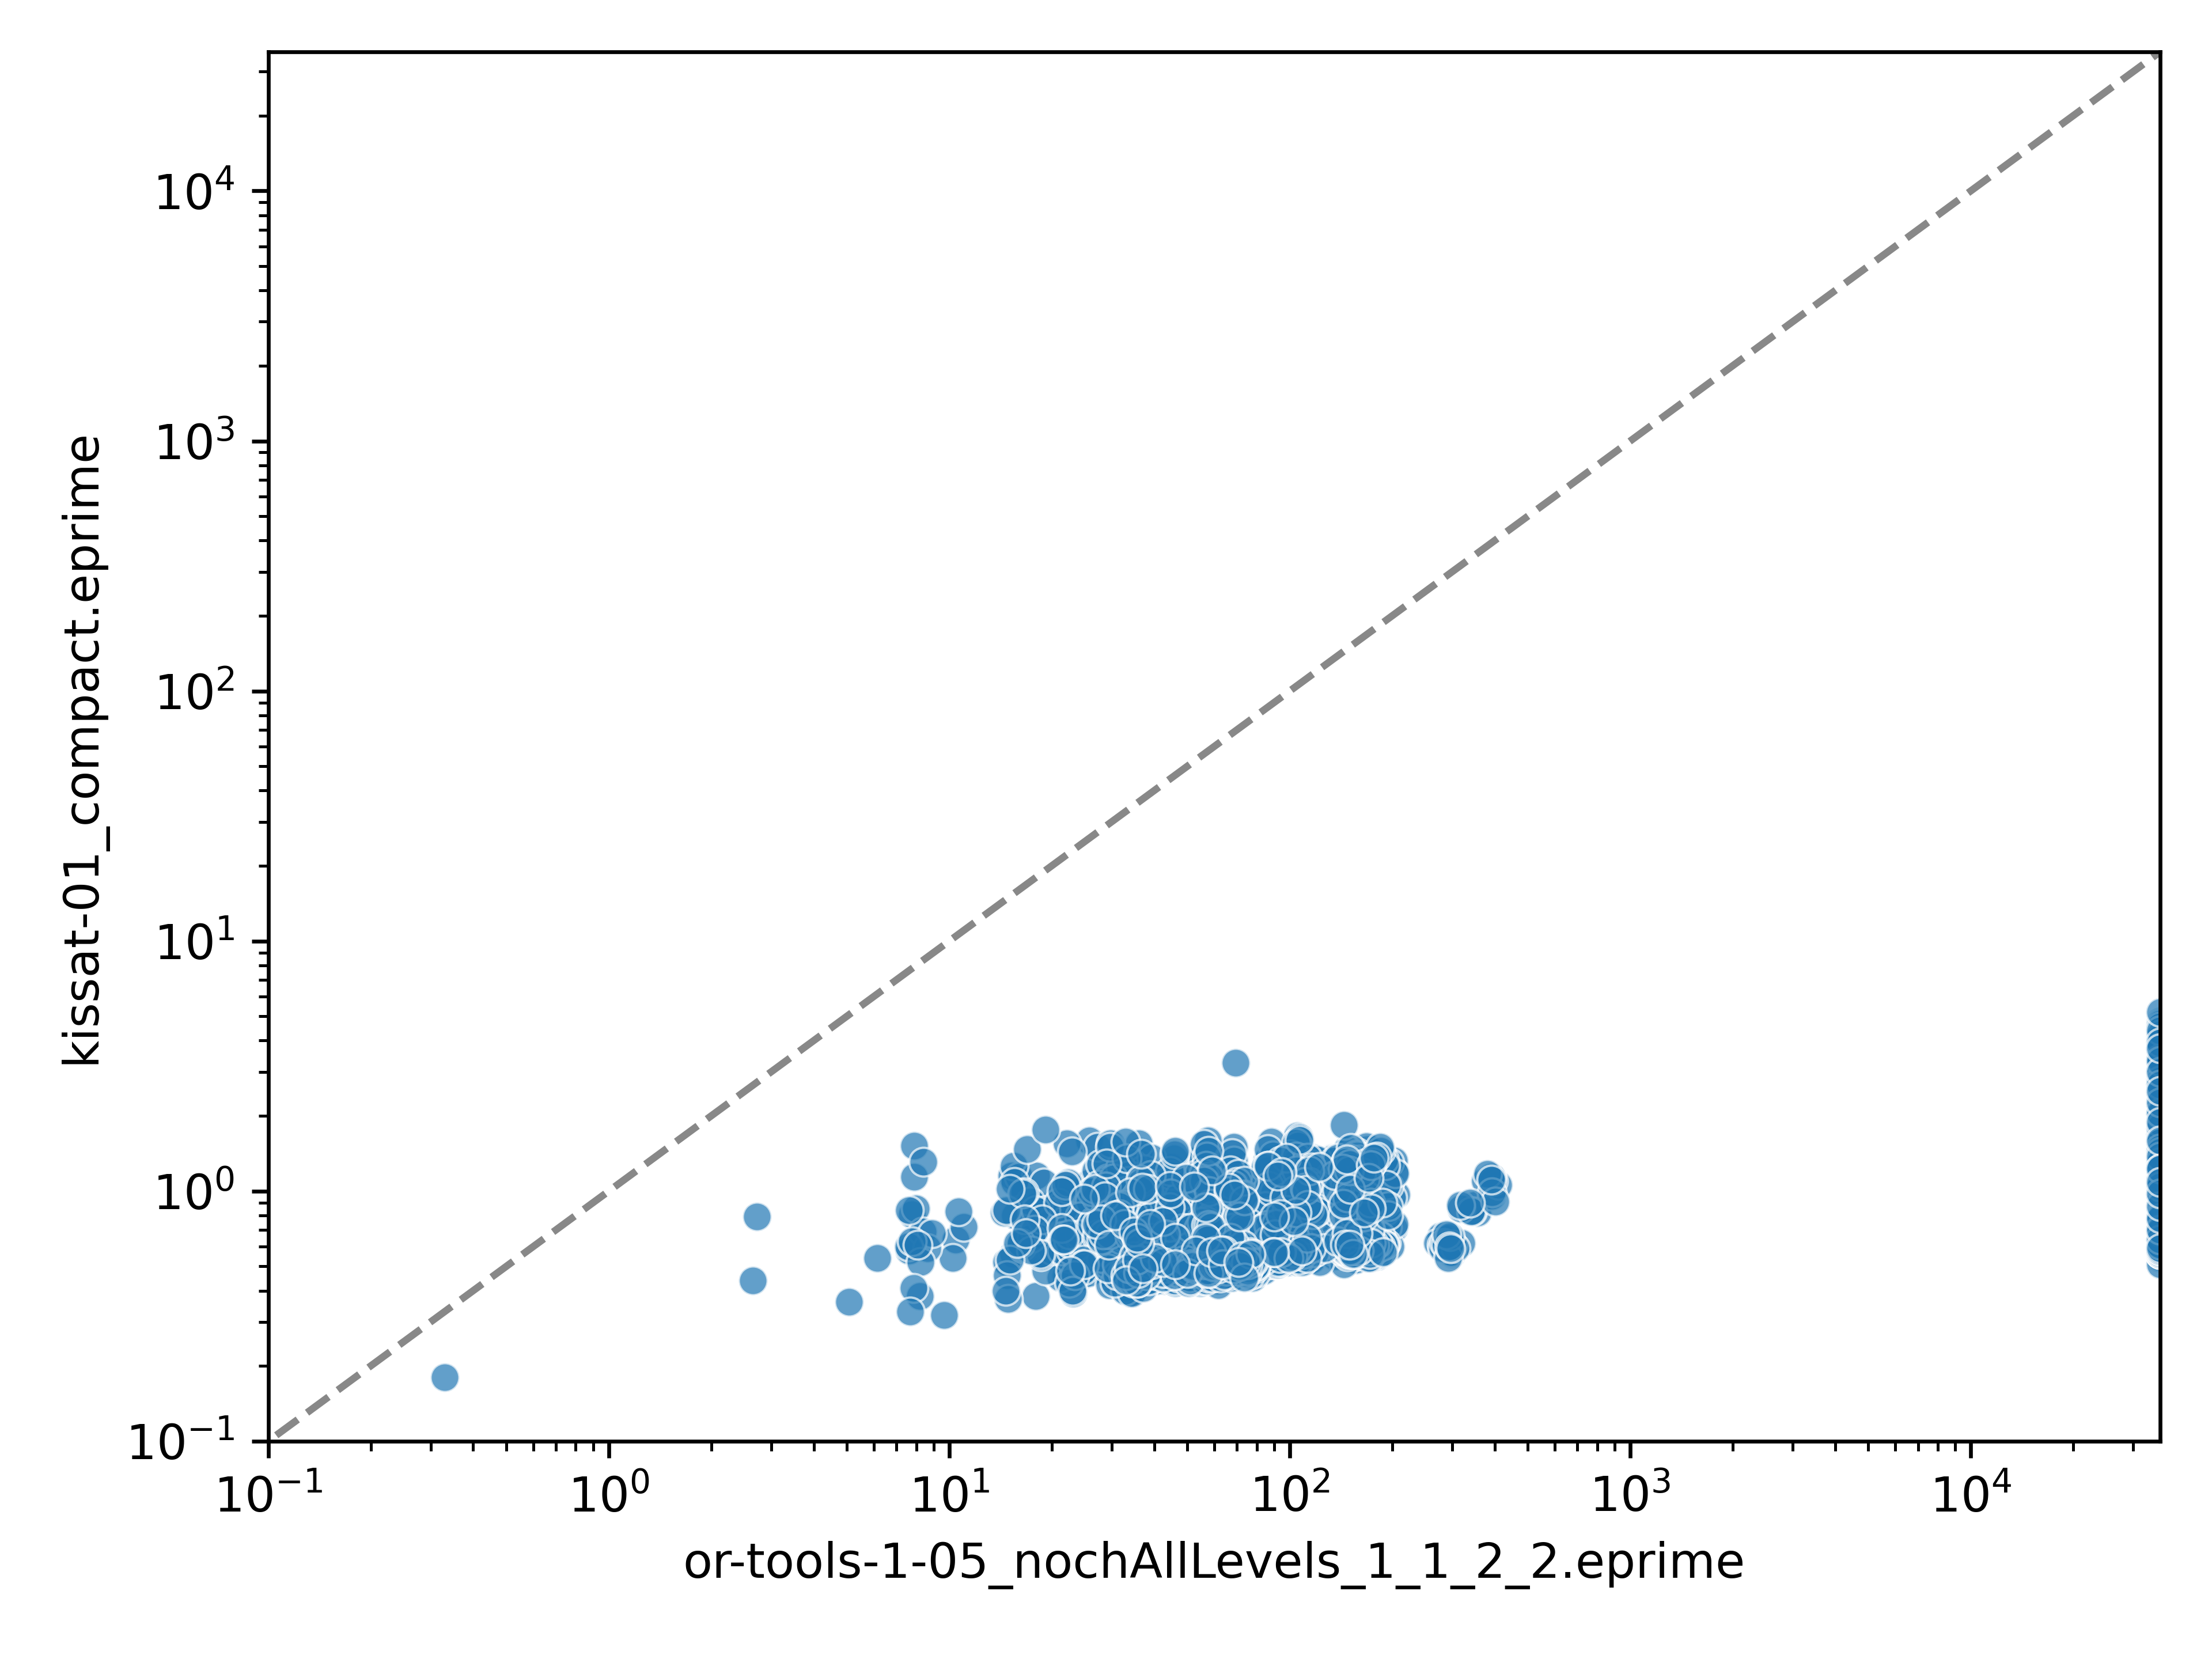 kissat-01_compact.eprime
10⁴
10³
10²
10¹
10⁰
10⁻¹
10⁻¹ 10⁰ 10¹ 10² 10³ 10⁴
or-tools-1-05_nochAllLevels_1_1_2_2.eprime